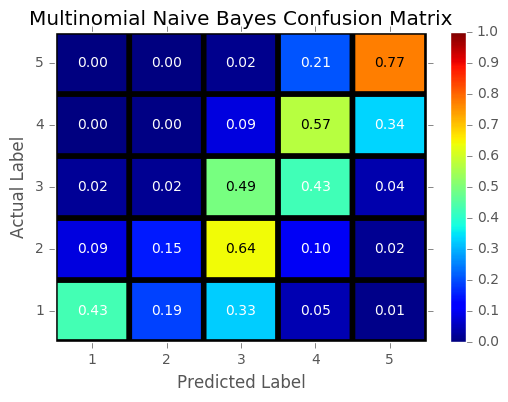 Multinomial Naive Bayes Confusion Matrix
1.0
5 0.00 0.00 0.02 0.21 0.77
0.9
0.8
4 0.00 0.00 0.09 0.57 0.34
0.7
0.6
Actual Label
3 0.02 0.02 0.49 0.43 0.04
0.5
0.4
2 0.09 0.15 0.64 0.10 0.02
0.3
0.2
1 0.43 0.19 0.33 0.05 0.01
0.1
0.0
1 2 3 4 5
Predicted Label